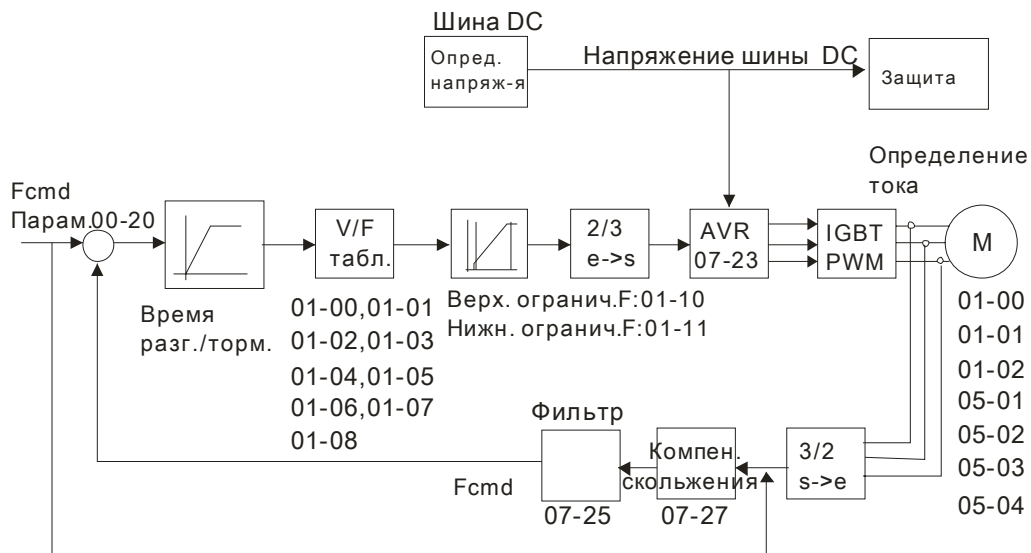 Шина DC
Опред.
напряж-я
Напряжение шины DC
Защита
Определение
тока
Fcmd
Парам.00-20
V/F
табл.
2/3
e->s
AVR
07-23
IGBT
PWM
M
Время
разг./торм.
01-00,01-01
01-02,01-03
01-04,01-05
01-06,01-07
01-08
Верх. огранич.F:01-10
Нижн. огранич.F:01-11
01-00
01-01
01-02
05-01
05-02
05-03
05-04
Фильтр
Компен.
скольжения
3/2
s->e
Fcmd
07-25
07-27